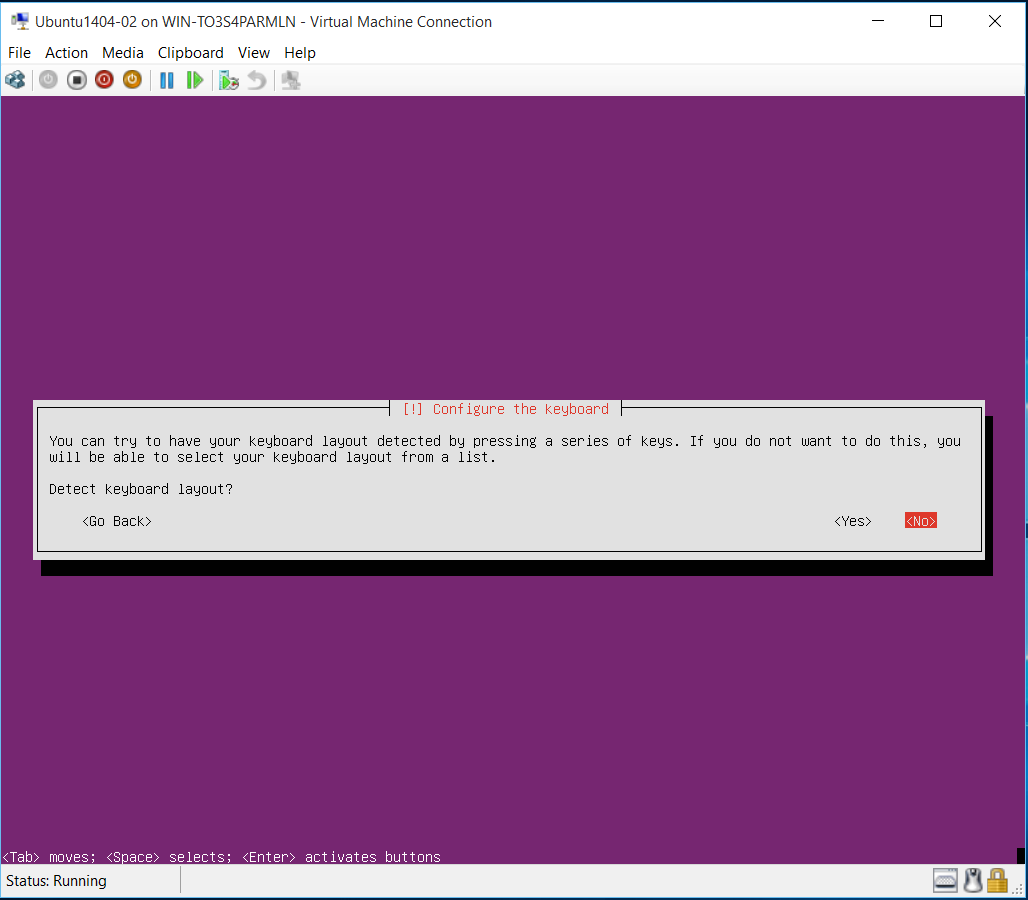 Ubuntu1404-02 on WIN-TO3S4PARMLN - Virtual Machine Connection
File Action Media Clipboard View Help
[!] Configure the keyboard
You can try to have your keyboard layout detected by pressing a series of keys. If you do not want to do this, you
will be able to select your keyboard layout from a list.
Detect keyboard layout?
<Go Back> <Yes> <No>
<Tab> moves; <Space> selects; <Enter> activates buttons
Status: Running